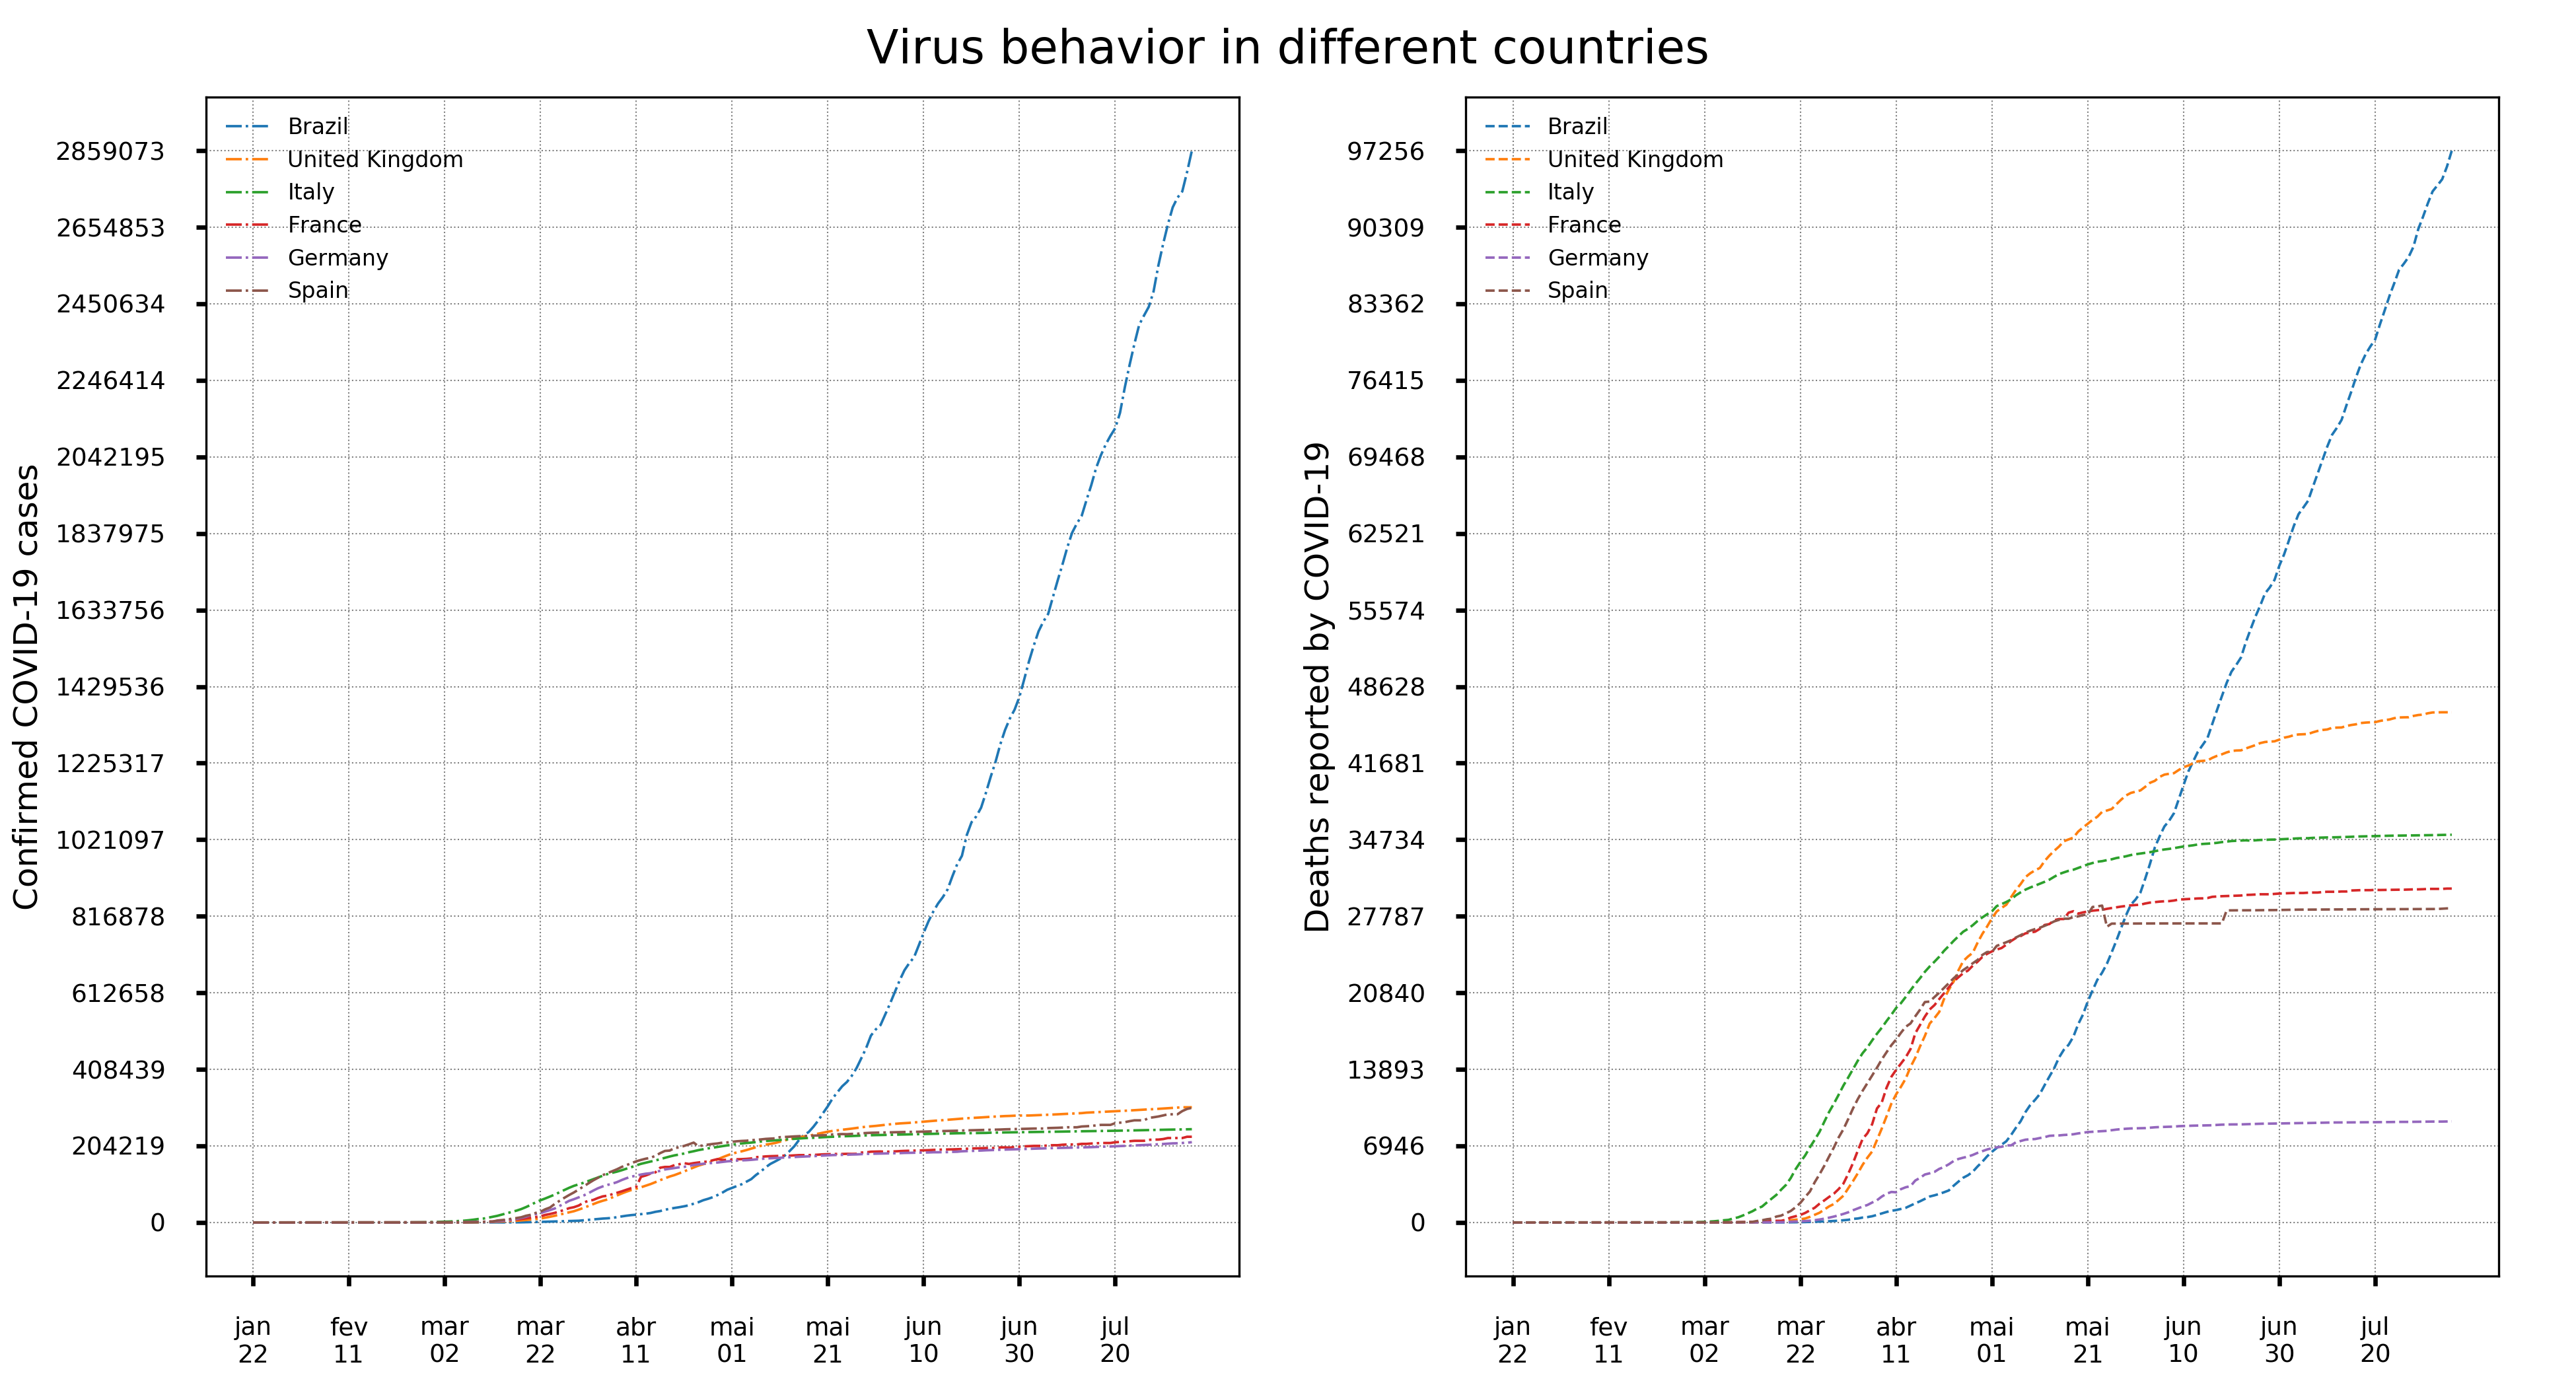 Virus behavior in different countries
Confirmed COVID-19 cases
2859073
2654853
2450634
2246414
2042195
1837975
1633756
1429536
1225317
1021097
816878
612658
408439
204219
0
Brazil
United Kingdom
Italy
France
Germany
Spain
jan fev mar mar abr mai mai jun jun jul
22 11 02 22 11 01 21 10 30 20
Deaths reported by COVID-19
97256
90309
83362
76415
69468
62521
55574
48628
41681
34734
27787
20840
13893
6946
0
Brazil
United Kingdom
Italy
France
Germany
Spain
jan fev mar mar abr mai mai jun jun jul
22 11 02 22 11 01 21 10 30 20